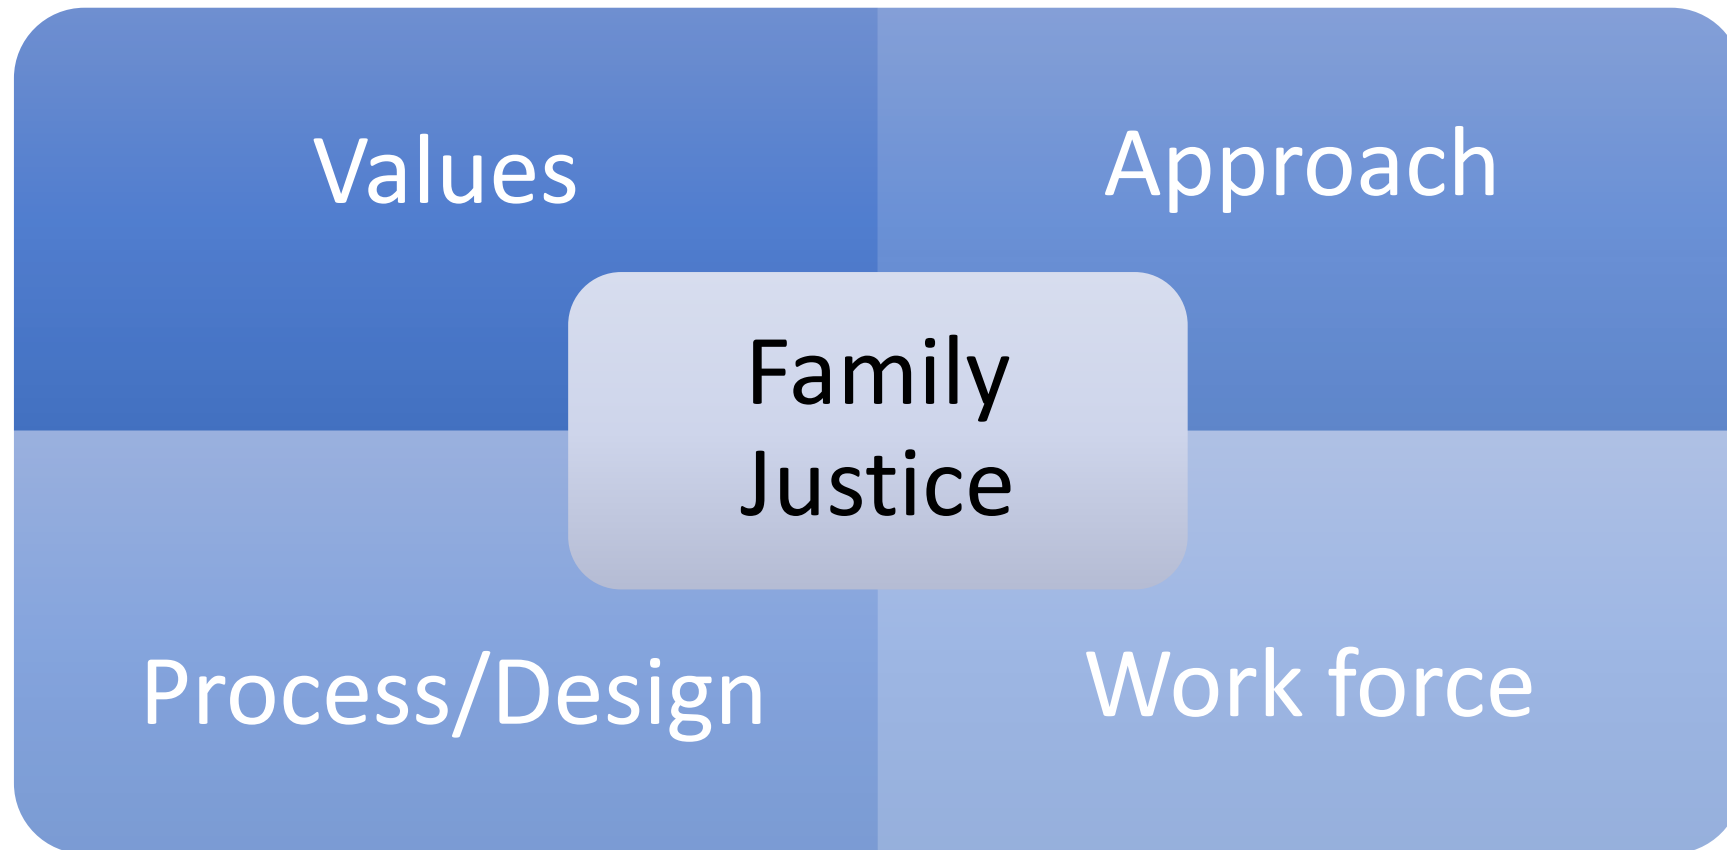 Values
Approach
Family
Justice
Process/Design
Work force